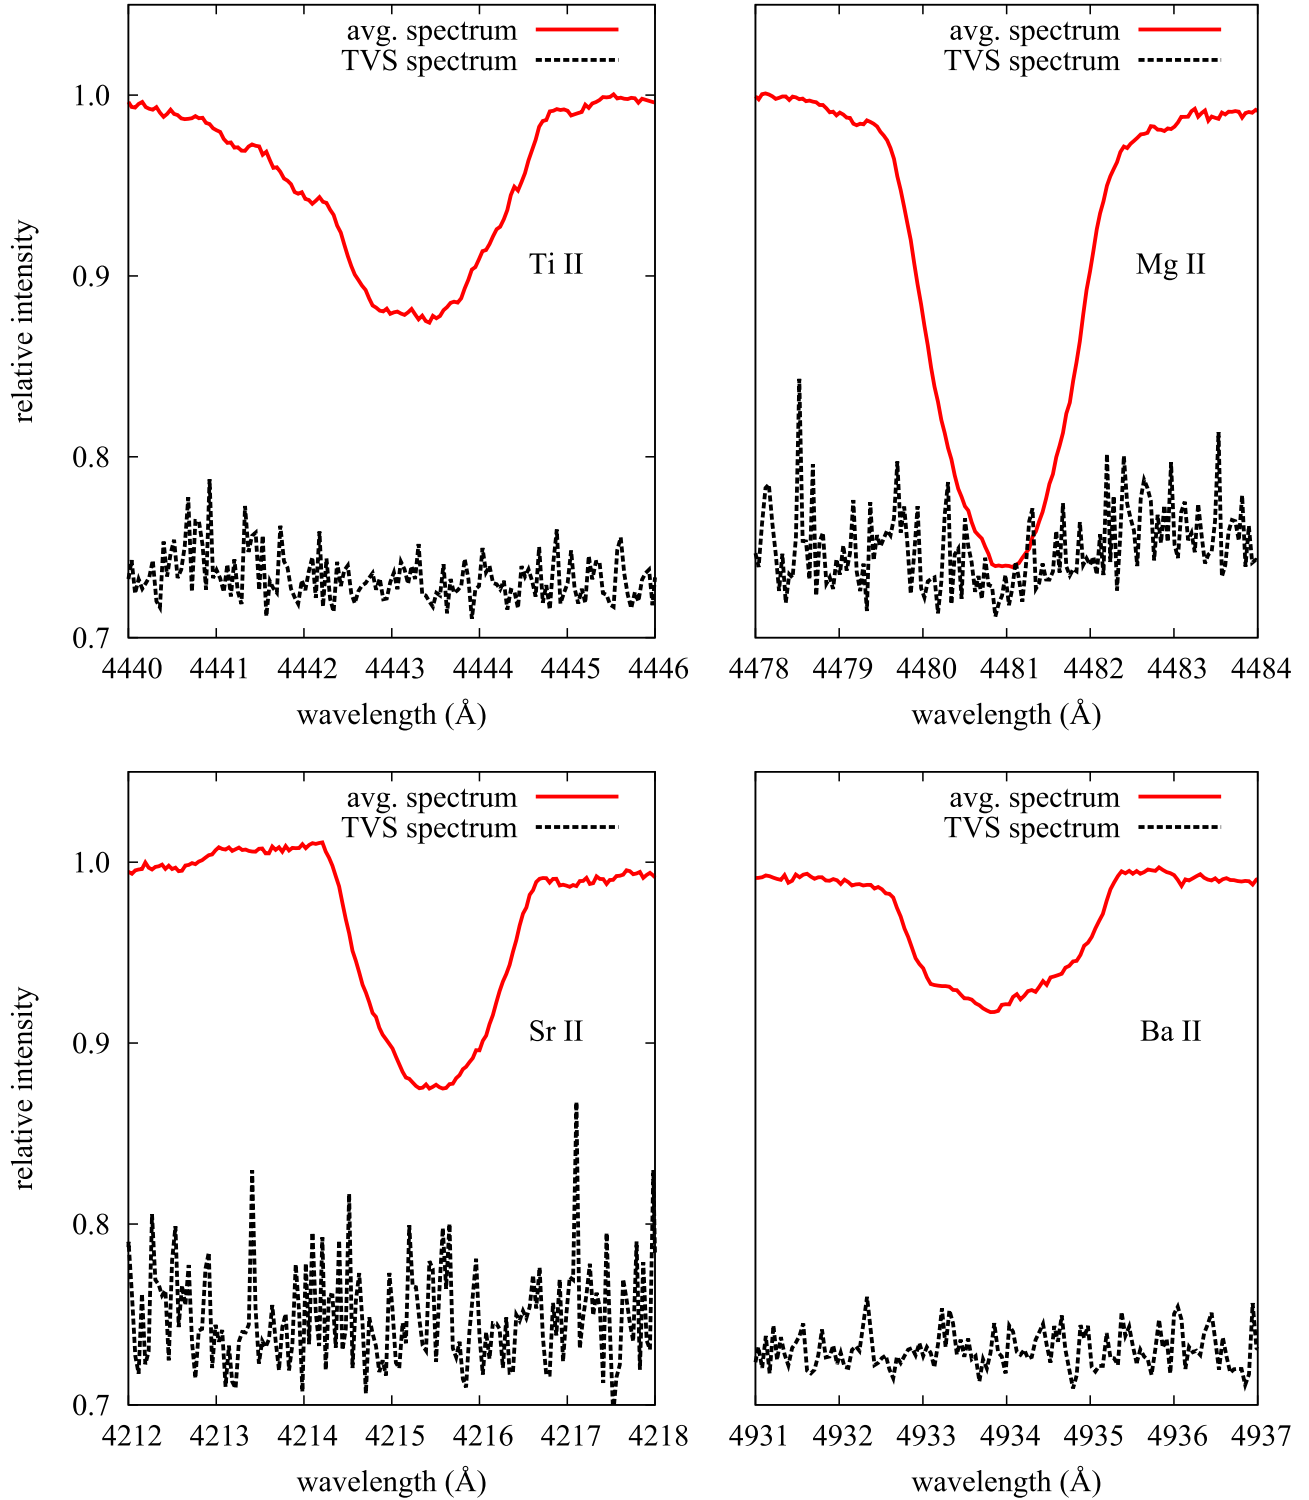 avg. spectrum
TVS spectrum
1.0
0.9
0.8
0.7
relative intensity
Ti II
4440 4441 4442 4443 4444 4445 4446
wavelength (Å)
avg. spectrum
TVS spectrum
Mg II
4478 4479 4480 4481 4482 4483 4484
wavelength (Å)
avg. spectrum
TVS spectrum
1.0
0.9
0.8
0.7
relative intensity
Sr II
4212 4213 4214 4215 4216 4217 4218
wavelength (Å)
avg. spectrum
TVS spectrum
Ba II
4931 4932 4933 4934 4935 4936 4937
wavelength (Å)